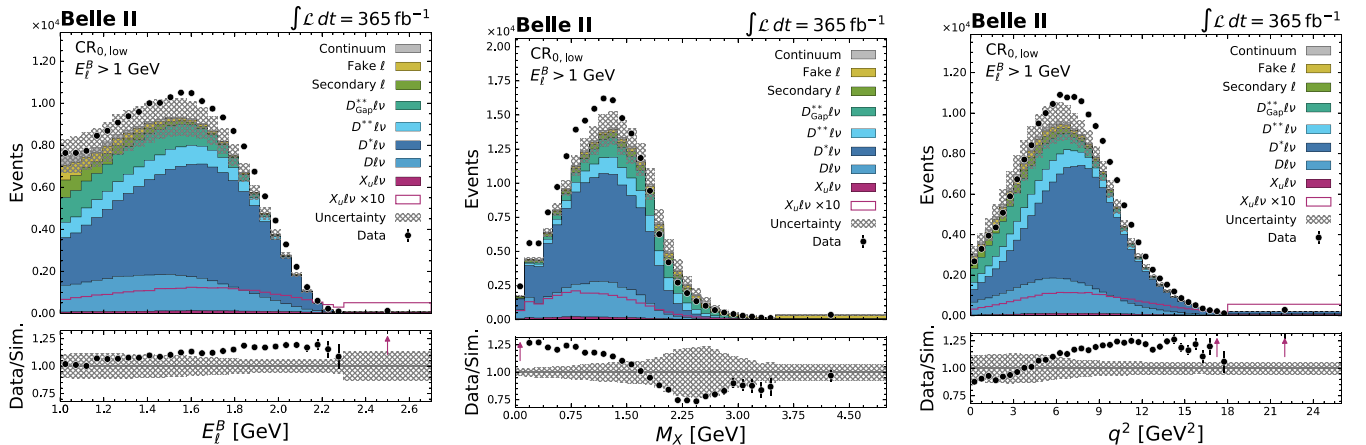 Belle II ∫ℒ dt = 365 fb⁻¹
×10⁴
CR₀,low
E_ℓ^B > 1 GeV
Continuum
Fake ℓ
Secondary ℓ
D**_Gap ℓν
D**ℓν
D*ℓν
Dℓν
X_uℓν
X_uℓν ×10
Uncertainty
Data
Events
1.20
1.00
0.80
0.60
0.40
0.20
0.00
Data/Sim.
1.25
1.00
0.75
1.0 1.4 1.8 2.2 2.6
E_ℓ^B [GeV]
Belle II ∫ℒ dt = 365 fb⁻¹
×10⁴
CR₀,low
E_ℓ^B > 1 GeV
Continuum
Fake ℓ
Secondary ℓ
D**_Gap ℓν
D**ℓν
D*ℓν
Dℓν
X_uℓν
X_uℓν ×10
Uncertainty
Data
Events
2.00
1.75
1.50
1.25
1.00
0.75
0.50
0.25
0.00
Data/Sim.
1.25
1.00
0.75
0.00 0.75 1.50 2.25 3.00 3.75 4.50
M_X [GeV]
Belle II ∫ℒ dt = 365 fb⁻¹
×10⁴
CR₀,low
E_ℓ^B > 1 GeV
Continuum
Fake ℓ
Secondary ℓ
D**_Gap ℓν
D**ℓν
D*ℓν
Dℓν
X_uℓν
X_uℓν ×10
Uncertainty
Data
Events
1.20
1.00
0.80
0.60
0.40
0.20
0.00
Data/Sim.
1.25
1.00
0.75
0 3 6 9 12 15 18 21 24
q² [GeV²]